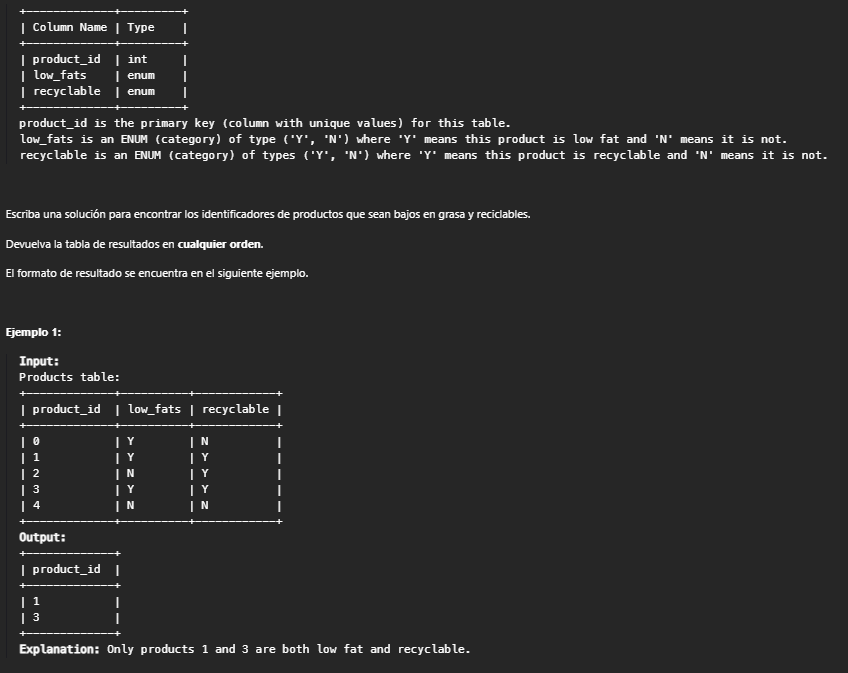 +-------------+---------+
| Column Name | Type    |
+-------------+---------+
| product_id  | int     |
| low_fats    | enum    |
| recyclable  | enum    |
+-------------+---------+
product_id is the primary key (column with unique values) for this table.
low_fats is an ENUM (category) of type ('Y', 'N') where 'Y' means this product is low fat and 'N' means it is not.
recyclable is an ENUM (category) of types ('Y', 'N') where 'Y' means this product is recyclable and 'N' means it is not.
Escriba una solución para encontrar los identificadores de productos que sean bajos en grasa y reciclables.
Devuelva la tabla de resultados en cualquier orden.
El formato de resultado se encuentra en el siguiente ejemplo.
Ejemplo 1:
Input:
Products table:
+-------------+----------+------------+
| product_id  | low_fats | recyclable |
+-------------+----------+------------+
| 0           | Y        | N          |
| 1           | Y        | Y          |
| 2           | N        | Y          |
| 3           | Y        | Y          |
| 4           | N        | N          |
+-------------+----------+------------+
Output:
+-------------+
| product_id  |
+-------------+
| 1           |
| 3           |
+-------------+
Explanation: Only products 1 and 3 are both low fat and recyclable.